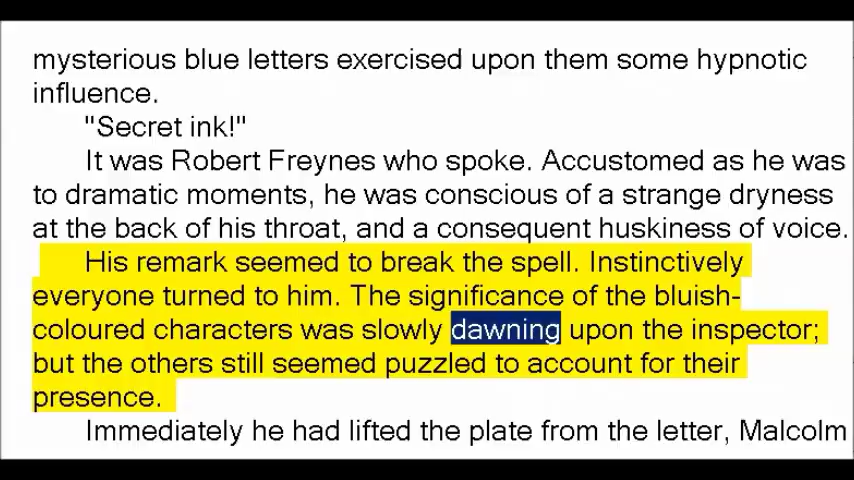 mysterious blue letters exercised upon them some hypnotic
influence.
"Secret ink!"
It was Robert Freynes who spoke. Accustomed as he was
to dramatic moments, he was conscious of a strange dryness
at the back of his throat, and a consequent huskiness of voice.
His remark seemed to break the spell. Instinctively
everyone turned to him. The significance of the bluish-
coloured characters was slowly dawning upon the inspector;
but the others still seemed puzzled to account for their
presence.
Immediately he had lifted the plate from the letter, Malcolm